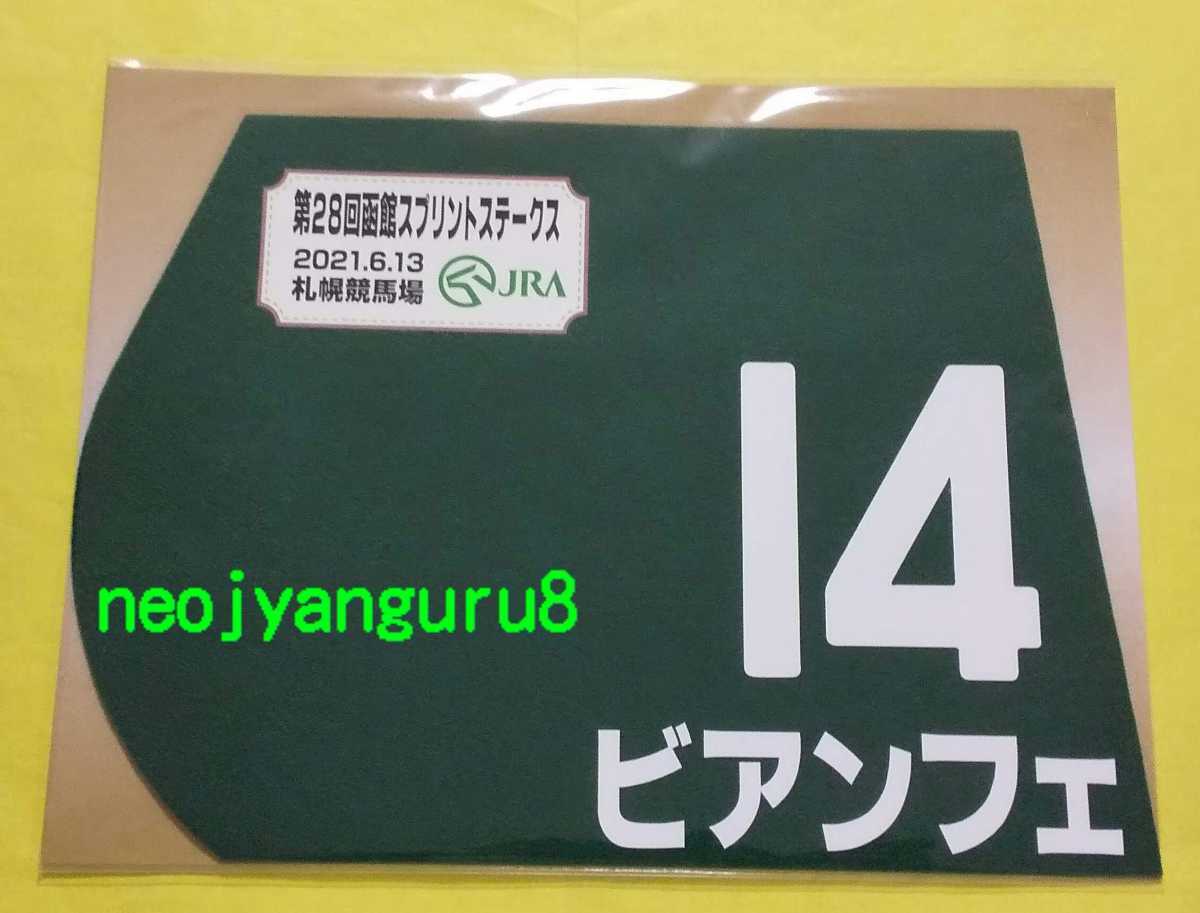 第28回函館スプリントステークス
2021.6.13
札幌競馬場
JRA
14
neojyanguru8
ビアンフェ